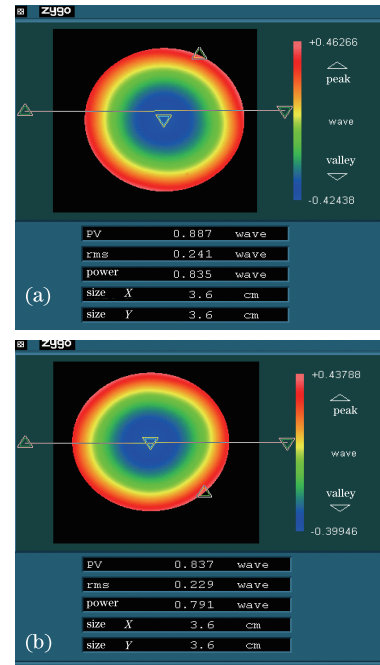 zygo
+0.46266
peak
wave
valley
-0.42438
PV 0.887 wave
rms 0.241 wave
power 0.835 wave
size X 3.6 cm
size Y 3.6 cm
(a)
zygo
+0.43788
peak
wave
valley
-0.39946
PV 0.837 wave
rms 0.229 wave
power 0.791 wave
size X 3.6 cm
size Y 3.6 cm
(b)